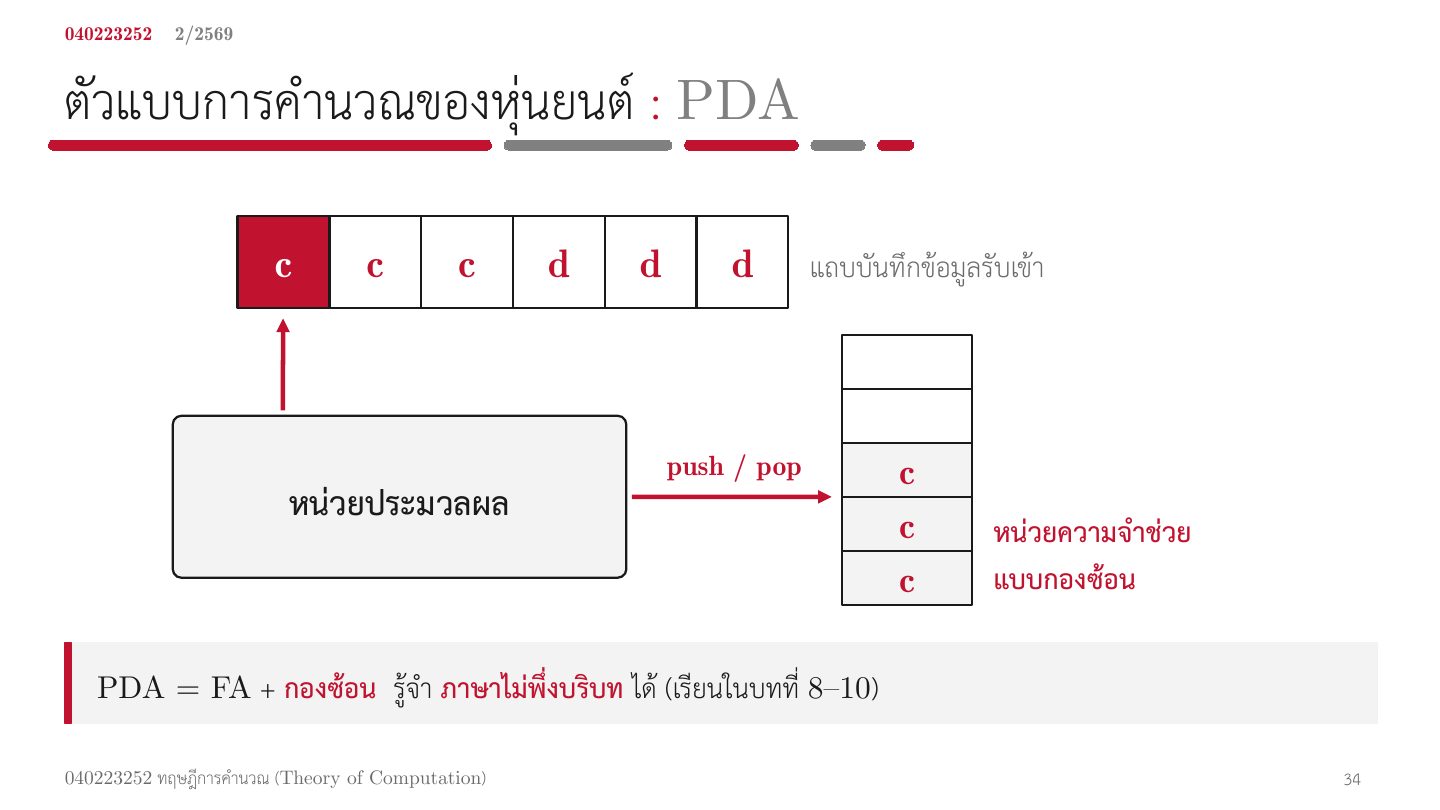 040223252 2/2569
ตัวแบบการคำนวณของหุ่นยนต์ : PDA
c c c d d d
แถบบันทึกข้อมูลรับเข้า
หน่วยประมวลผล
push / pop
c
c
c
หน่วยความจำช่วย
แบบกองซ้อน
PDA = FA + กองซ้อน รู้จำ ภาษาไม่พึ่งบริบท ได้ (เรียนในบทที่ 8–10)
040223252 ทฤษฎีการคำนวณ (Theory of Computation)
34